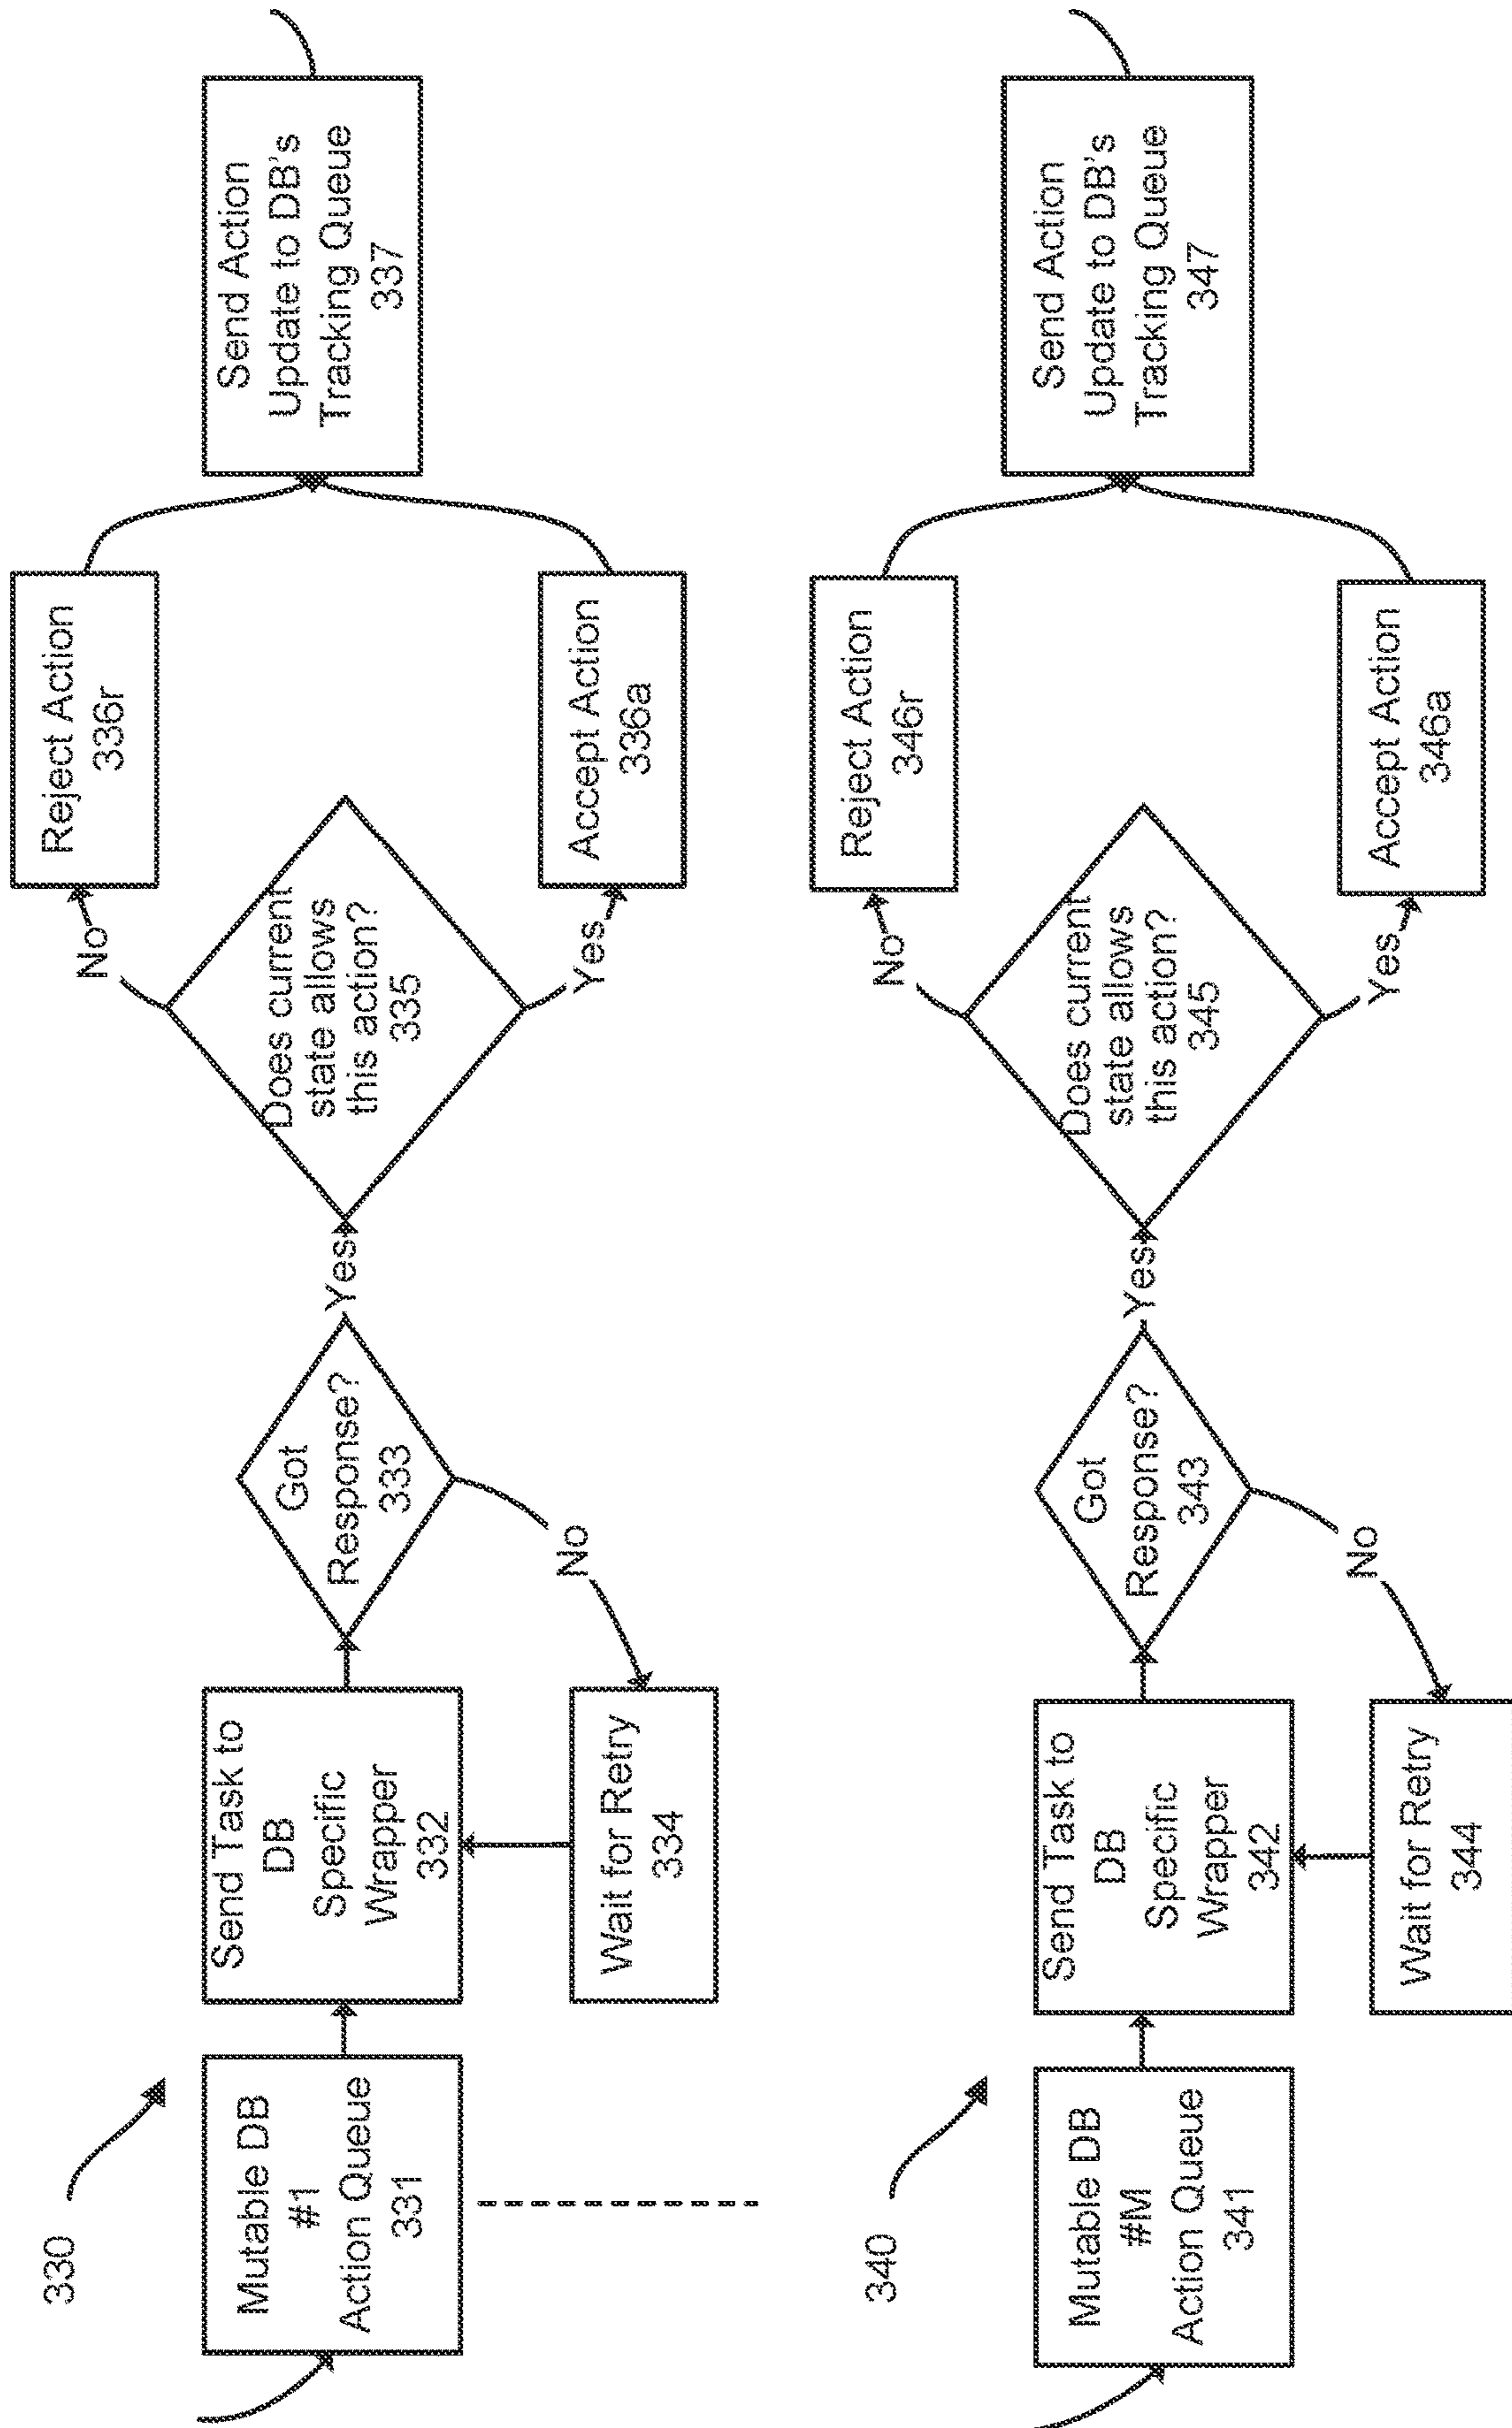 330
Mutable DB
#1
Action Queue
331
Send Task to
DB
Specific
Wrapper
332
Got
Response?
333
No
Wait for Retry
334
Yes
Does current
state allows
this action?
335
No
Reject Action
336r
Yes
Accept Action
336a
Send Action
Update to DB's
Tracking Queue
337
340
Mutable DB
#M
Action Queue
341
Send Task to
DB
Specific
Wrapper
342
Got
Response?
343
No
Wait for Retry
344
Yes
Does current
state allows
this action?
345
No
Reject Action
346r
Yes
Accept Action
346a
Send Action
Update to DB's
Tracking Queue
347